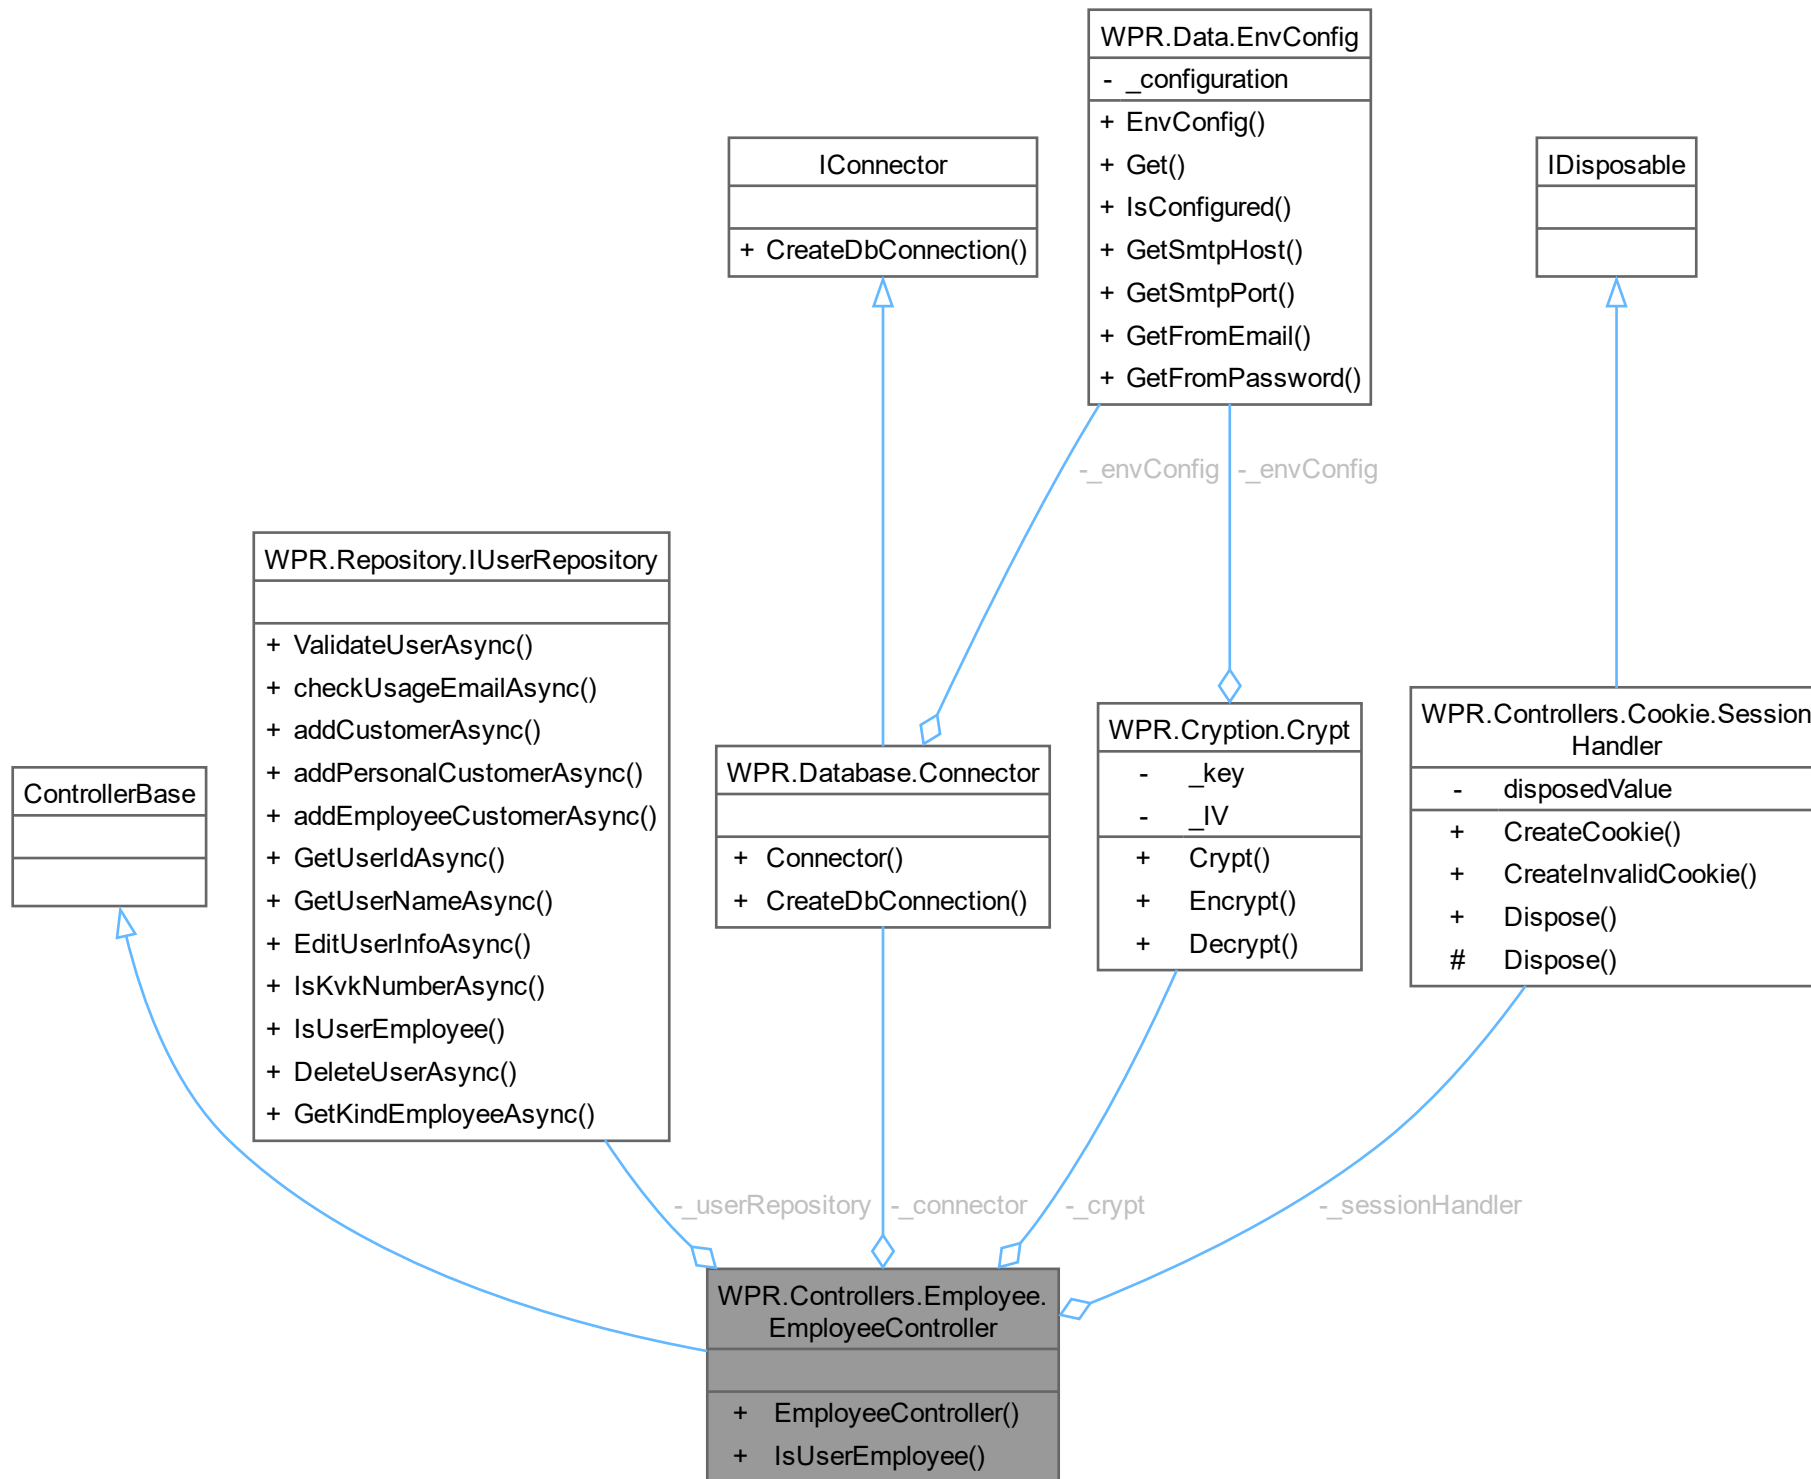 WPR.Data.EnvConfig
- _configuration
+ EnvConfig()
+ Get()
+ IsConfigured()
+ GetSmtpHost()
+ GetSmtpPort()
+ GetFromEmail()
+ GetFromPassword()
IConnector
+ CreateDbConnection()
IDisposable
-_envConfig
-_envConfig
WPR.Repository.IUserRepository
+ ValidateUserAsync()
+ checkUsageEmailAsync()
+ addCustomerAsync()
+ addPersonalCustomerAsync()
+ addEmployeeCustomerAsync()
+ GetUserIdAsync()
+ GetUserNameAsync()
+ EditUserInfoAsync()
+ IsKvkNumberAsync()
+ IsUserEmployee()
+ DeleteUserAsync()
+ GetKindEmployeeAsync()
WPR.Cryption.Crypt
- _key
- _IV
+ Crypt()
+ Encrypt()
+ Decrypt()
WPR.Controllers.Cookie.Session
Handler
- disposedValue
+ CreateCookie()
+ CreateInvalidCookie()
+ Dispose()
# Dispose()
WPR.Database.Connector
+ Connector()
+ CreateDbConnection()
ControllerBase
-_userRepository
-_connector
-_crypt
-_sessionHandler
WPR.Controllers.Employee.
EmployeeController
+ EmployeeController()
+ IsUserEmployee()